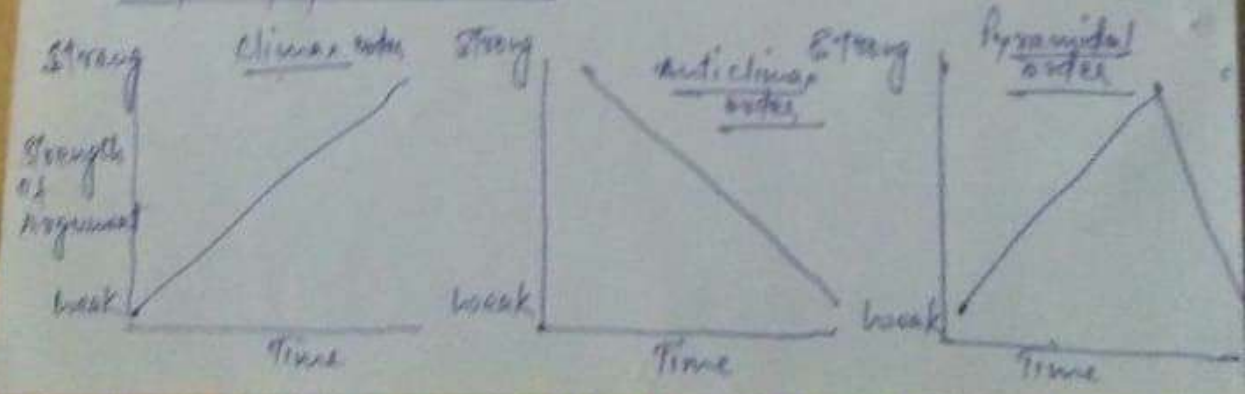 Strong
Climax order
Strength
of
Argument
Weak
Time
Strong
Anticlimax
order
Weak
Time
Strong
Pyramidal
order
Weak
Time